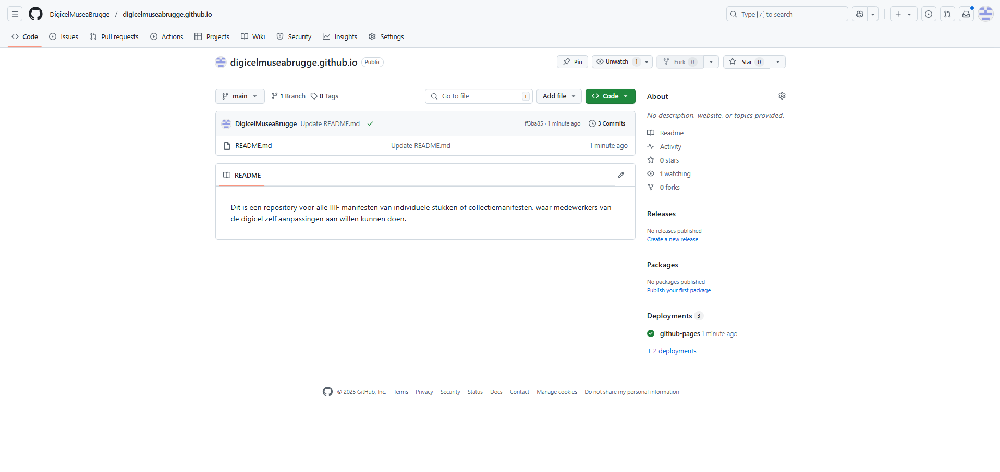 DigicelMuseaBrugge / digicelmuseabrugge.github.io
Type / to search
Code Issues Pull requests Actions Projects Wiki Security Insights Settings
digicelmuseabrugge.github.io Public
Pin Unwatch 1 Fork 0 Star 0
main 1 Branch 0 Tags Go to file t Add file Code
DigicelMuseaBrugge Update README.md ff3ba85 · 1 minute ago 3 Commits
README.md Update README.md 1 minute ago
README
Dit is een repository voor alle IIIF manifesten van individuele stukken of collectiemanifesten, waar medewerkers van
de digicel zelf aanpassingen aan willen kunnen doen.
About
No description, website, or topics provided.
Readme
Activity
0 stars
1 watching
0 forks
Releases
No releases published
Create a new release
Packages
No packages published
Publish your first package
Deployments 3
github-pages 1 minute ago
+ 2 deployments
© 2025 GitHub, Inc. Terms Privacy Security Status Docs Contact Manage cookies Do not share my personal information